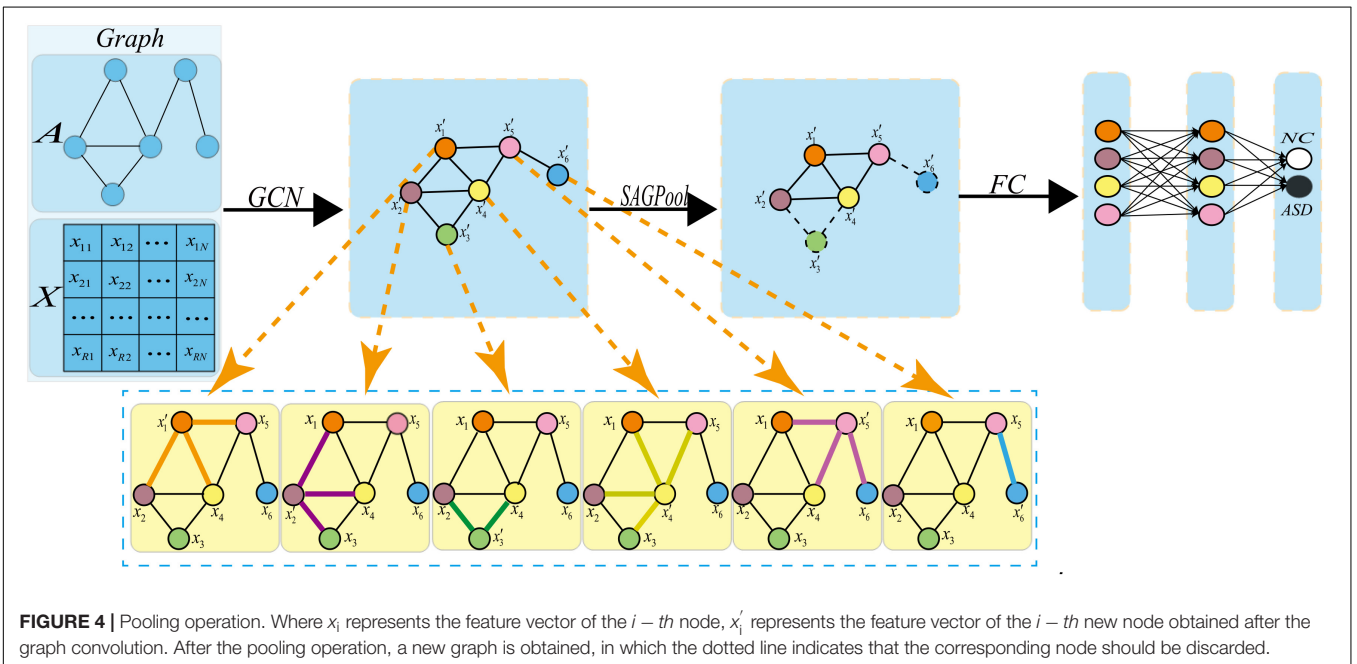 Graph
A
X
x11 x12 ••• x1N
x21 x22 ••• x2N
••• ••• ••• •••
xR1 xR2 ••• xRN
GCN
x′1 x′5
x′6
x′2 x′4
x′3
SAGPool
x′1 x′5
x′6
x′2 x′4
x′3
FC
NC
ASD
x′1 x5
x2 x4 x6
x3
x1 x5
x′2 x4 x6
x3
x1 x5
x2 x4 x6
x′3
x1 x5
x2 x′4 x6
x3
x1 x′5
x2 x4 x6
x3
x1 x5
x2 x4 x′6
x3
.
FIGURE 4 | Pooling operation. Where xi represents the feature vector of the i − th node, x′i represents the feature vector of the i − th new node obtained after the
graph convolution. After the pooling operation, a new graph is obtained, in which the dotted line indicates that the corresponding node should be discarded.